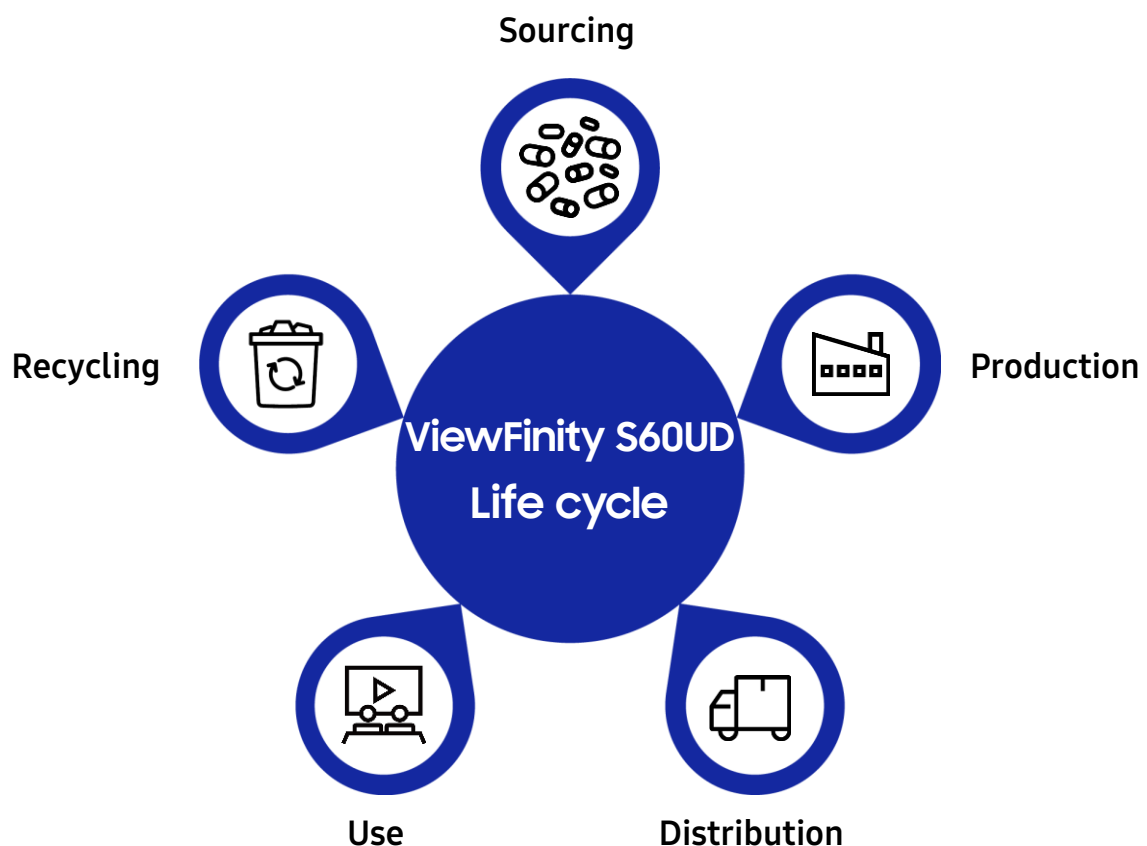 Sourcing
Recycling
Production
ViewFinity S60UD
Life cycle
Use
Distribution